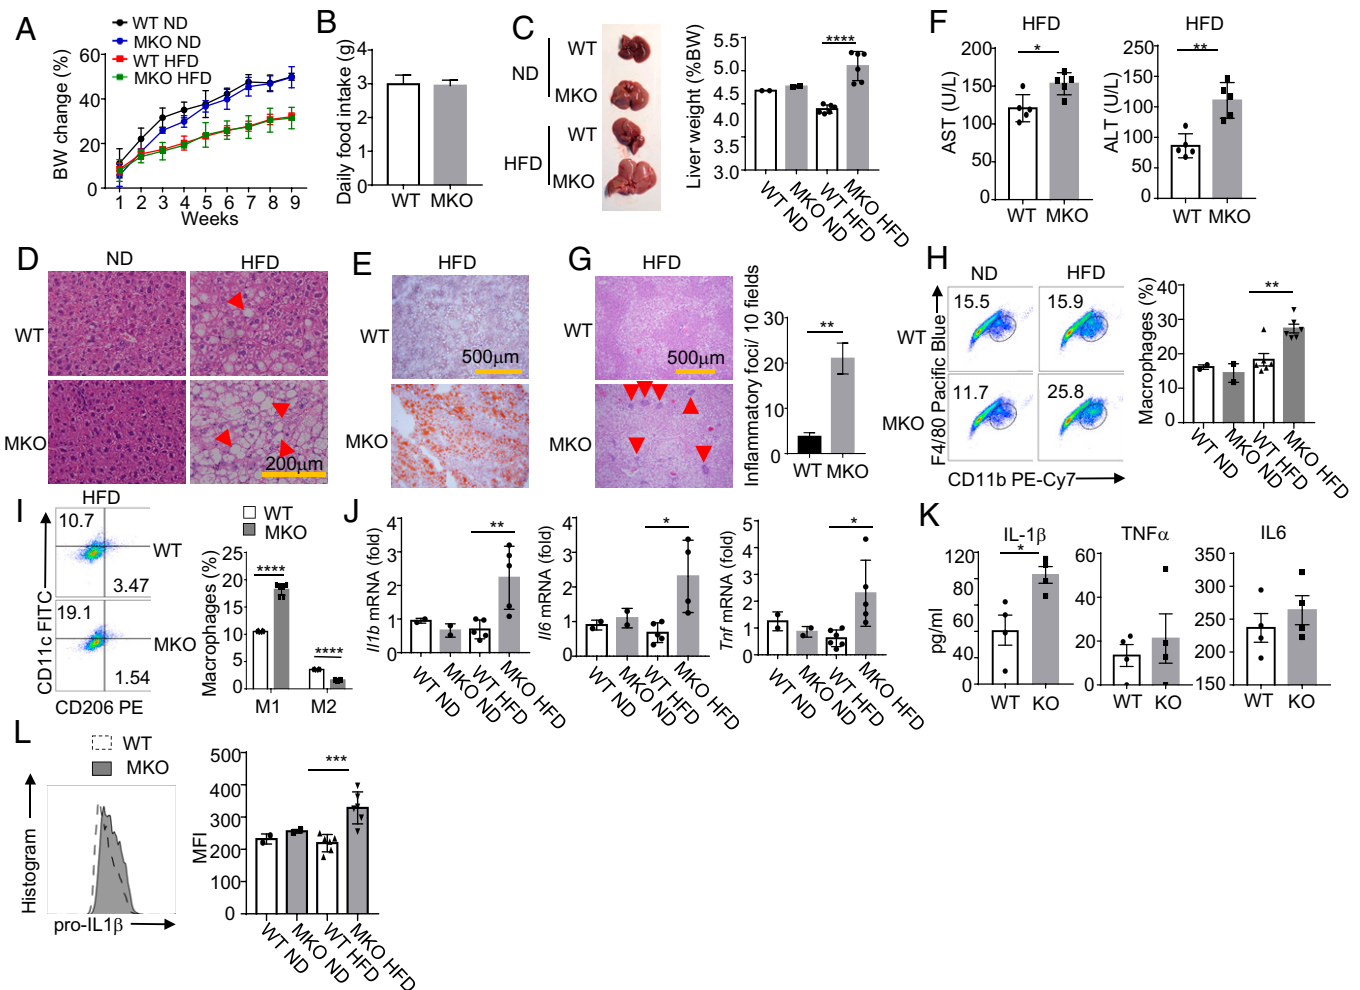 A
WT ND
MKO ND
WT HFD
MKO HFD
BW change (%)
60
40
20
0
1 2 3 4 5 6 7 8 9
Weeks
B
Daily food intake (g)
4
3
2
1
0
WT MKO
C
ND
HFD
WT
MKO
WT
MKO
Liver weight (%BW)
5.5
5.0
4.5
4.0
3.5
3.0
****
WT ND
MKO ND
WT HFD
MKO HFD
F
HFD
AST (U/L)
200
150
100
50
0
*
WT MKO
HFD
ALT (U/L)
250
200
150
100
50
0
**
WT MKO
D
ND HFD
WT
MKO
200μm
E
HFD
WT
MKO
500μm
G
HFD
WT
MKO
500μm
Inflammatory foci/ 10 fields
30
20
10
0
**
WT MKO
H
ND HFD
WT
MKO
15.5
15.9
11.7
25.8
F4/80 Pacific Blue
CD11b PE-Cy7
Macrophages (%)
40
30
20
10
0
**
WT ND
MKO ND
WT HFD
MKO HFD
I
HFD
10.7
3.47
WT
19.1
1.54
MKO
CD11c FITC
CD206 PE
WT
MKO
Macrophages (%)
25
20
15
10
5
0
****
****
M1 M2
J
Il1b mRNA (fold)
4
3
2
1
0
**
WT ND
MKO ND
WT HFD
MKO HFD
Il6 mRNA (fold)
4
3
2
1
0
*
WT ND
MKO ND
WT HFD
MKO HFD
Tnf mRNA (fold)
5
4
3
2
1
0
*
WT ND
MKO ND
WT HFD
MKO HFD
K
IL-1β
pg/ml
120
80
60
40
20
0
*
WT KO
TNFα
60
40
20
0
WT KO
IL6
350
300
250
200
150
WT KO
L
WT
MKO
Histogram
pro-IL1β
MFI
500
400
300
200
100
0
***
WT ND
MKO ND
WT HFD
MKO HFD